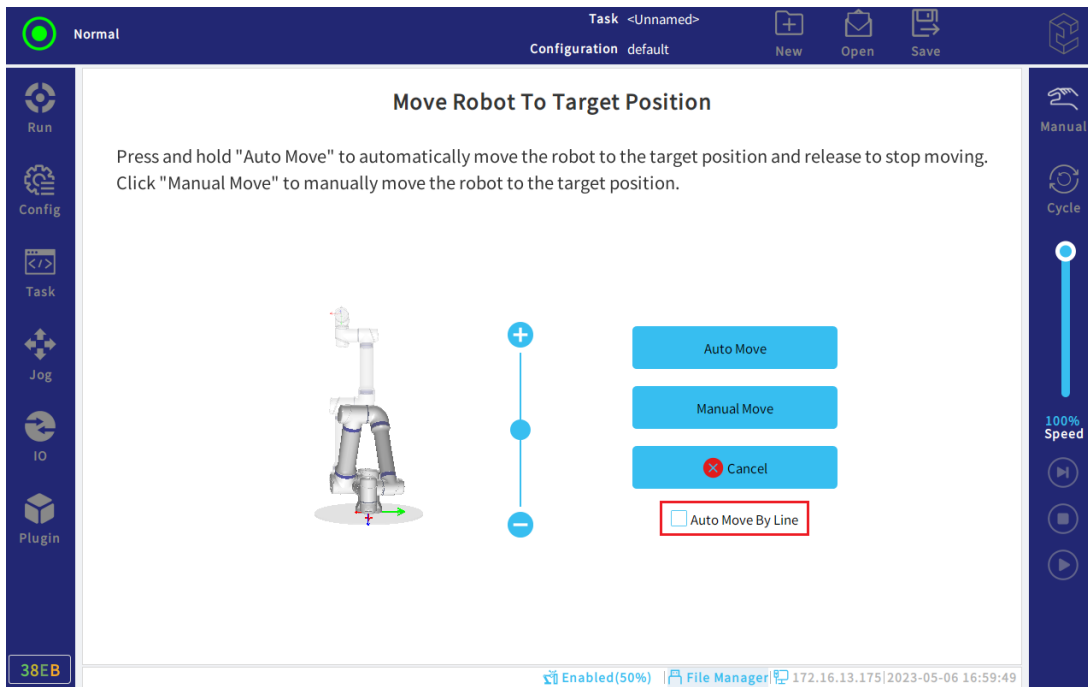 Normal
Task <Unnamed>
Configuration default
New
Open
Save
Run
Config
Task
Jog
IO
Plugin
38EB
Move Robot To Target Position
Press and hold "Auto Move" to automatically move the robot to the target position and release to stop moving.
Click "Manual Move" to manually move the robot to the target position.
Auto Move
Manual Move
Cancel
Auto Move By Line
Manual
Cycle
100%
Speed
Enabled(50%) | File Manager | 172.16.13.175|2023-05-06 16:59:49